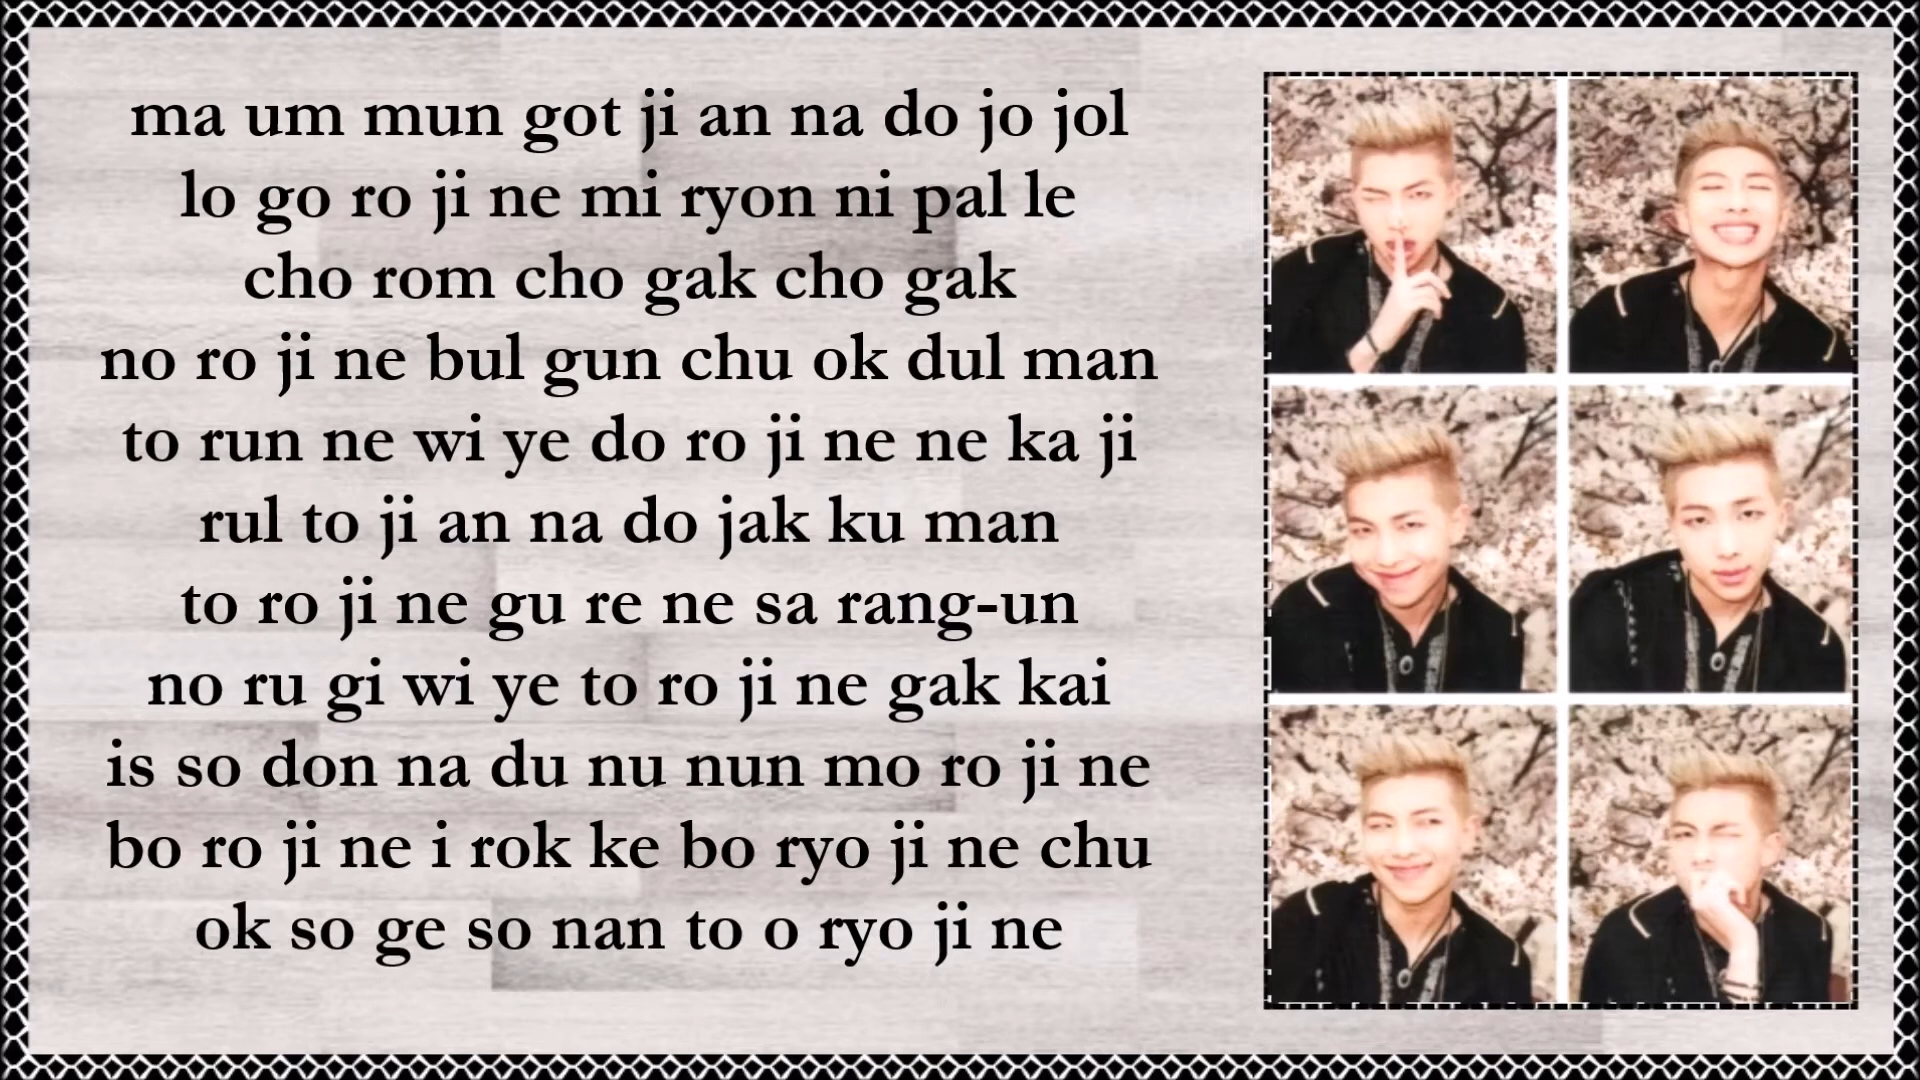 ma um mun got ji an na do jo jol
lo go ro ji ne mi ryon ni pal le
cho rom cho gak cho gak
no ro ji ne bul gun chu ok dul man
to run ne wi ye do ro ji ne ne ka ji
rul to ji an na do jak ku man
to ro ji ne gu re ne sa rang-un
no ru gi wi ye to ro ji ne gak kai
is so don na du nu nun mo ro ji ne
bo ro ji ne i rok ke bo ryo ji ne chu
ok so ge so nan to o ryo ji ne